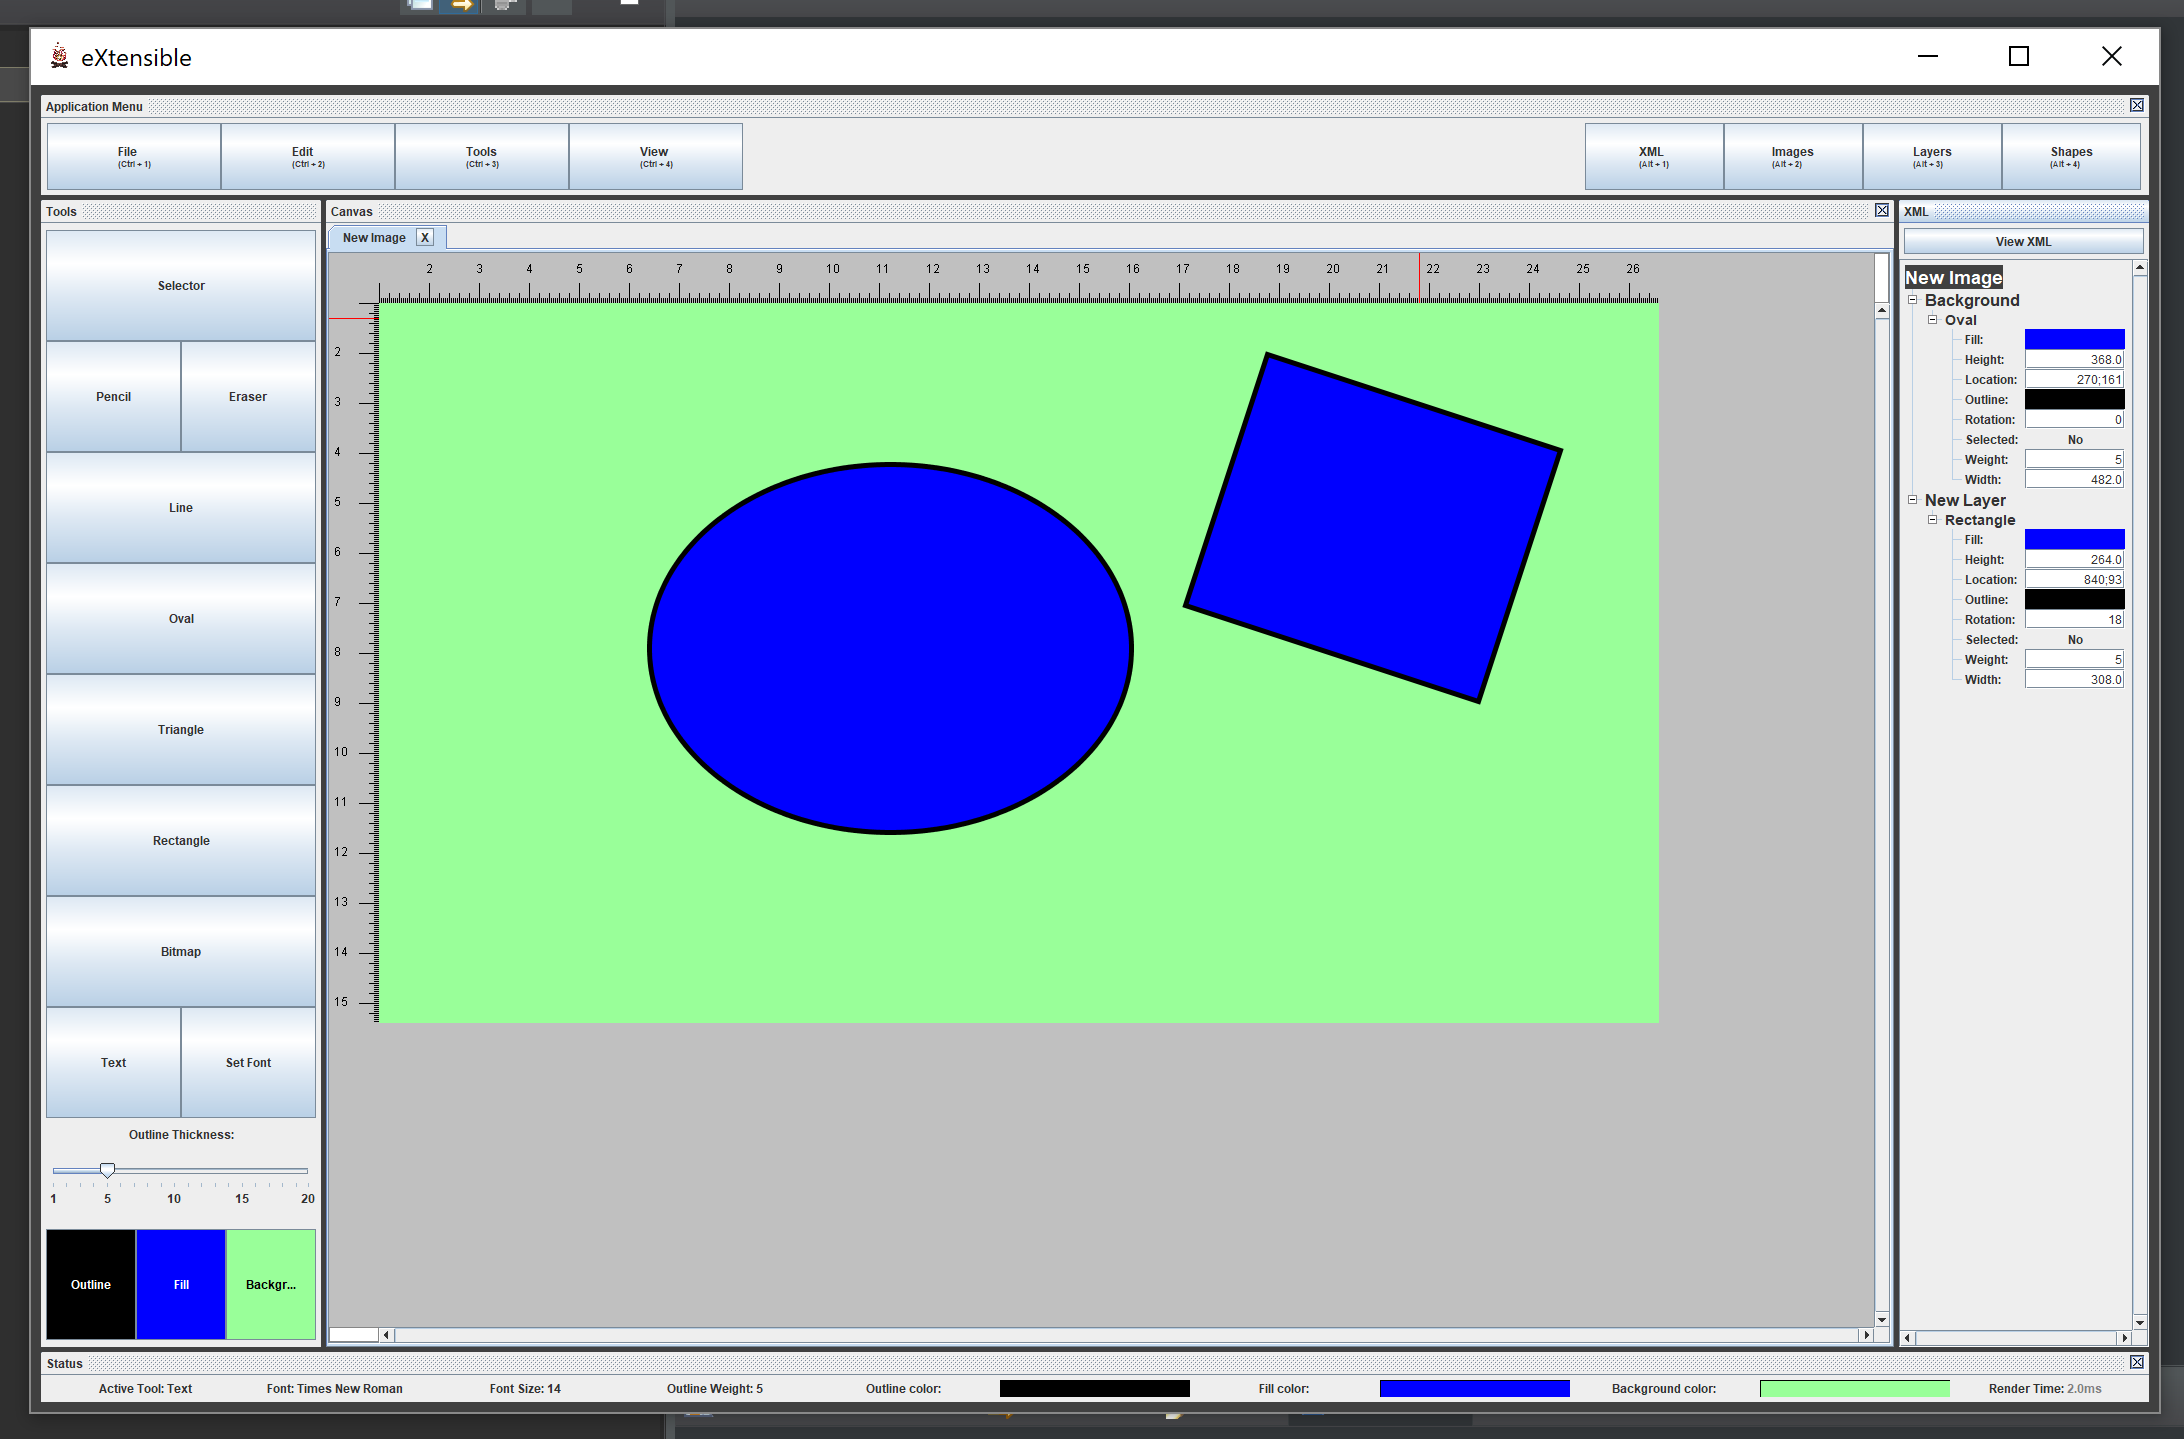 eXtensible
Application Menu
File Edit Tools View XML Images Layers Shapes
(Ctrl + 1) (Ctrl + 2) (Ctrl + 3) (Ctrl + 4) (Alt + 1) (Alt + 2) (Alt + 3) (Alt + 4)
Tools
Selector
Pencil Eraser
Line
Oval
Triangle
Rectangle
Bitmap
Text Set Font
Outline Thickness:
1 5 10 15 20
Outline Fill Backgr...
Canvas
New Image X
2 3 4 5 6 7 8 9 10 11 12 13 14 15 16 17 18 19 20 21 22 23 24 25 26
2
3
4
5
6
7
8
9
10
11
12
13
14
15
XML
View XML
New Image
Background
Oval
Fill:
Height: 368.0
Location: 270;161
Outline:
Rotation: 0
Selected: No
Weight: 5
Width: 482.0
New Layer
Rectangle
Fill:
Height: 264.0
Location: 840;93
Outline:
Rotation: 18
Selected: No
Weight: 5
Width: 308.0
Status
Active Tool: Text Font: Times New Roman Font Size: 14 Outline Weight: 5 Outline color: Fill color: Background color: Render Time: 2.0ms